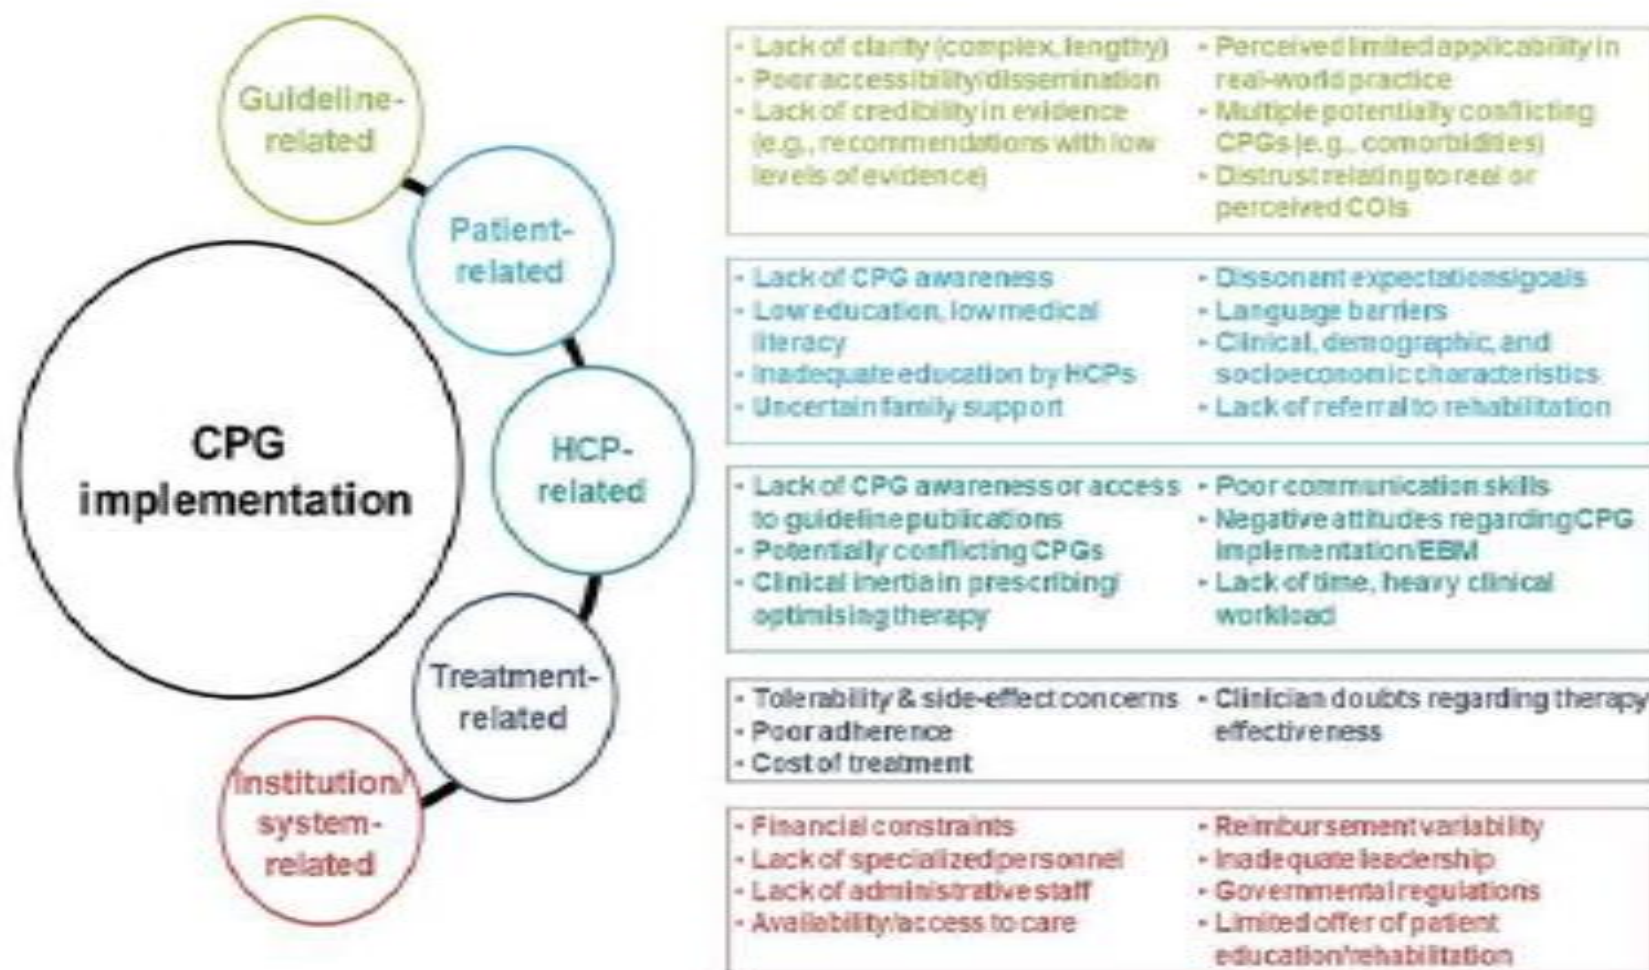 Guideline-
related
Patient-
related
CPG
implementation
HCP-
related
Treatment-
related
Institution/
system-
related
- Lack of clarity (complex, lengthy)
- Poor accessibility/dissemination
- Lack of credibility in evidence
(e.g., recommendations with low
levels of evidence)
- Perceived limited applicability in
real-world practice
- Multiple potentially conflicting
CPGs (e.g., comorbidities)
- Distrust relating to real or
perceived COIs
- Lack of CPG awareness
- Low education, low medical
literacy
- Inadequate education by HCPs
- Uncertain family support
- Dissonant expectations/goals
- Language barriers
- Clinical, demographic, and
socioeconomic characteristics
- Lack of referral to rehabilitation
- Lack of CPG awareness or access
to guideline publications
- Potentially conflicting CPGs
- Clinical inertia in prescribing/
optimising therapy
- Poor communication skills
- Negative attitudes regarding CPG
implementation/EBM
- Lack of time, heavy clinical
workload
- Tolerability & side-effect concerns
- Poor adherence
- Cost of treatment
- Clinician doubts regarding therapy
effectiveness
- Financial constraints
- Lack of specialized personnel
- Lack of administrative staff
- Availability/access to care
- Reimbursement variability
- Inadequate leadership
- Governmental regulations
- Limited offer of patient
education/rehabilitation